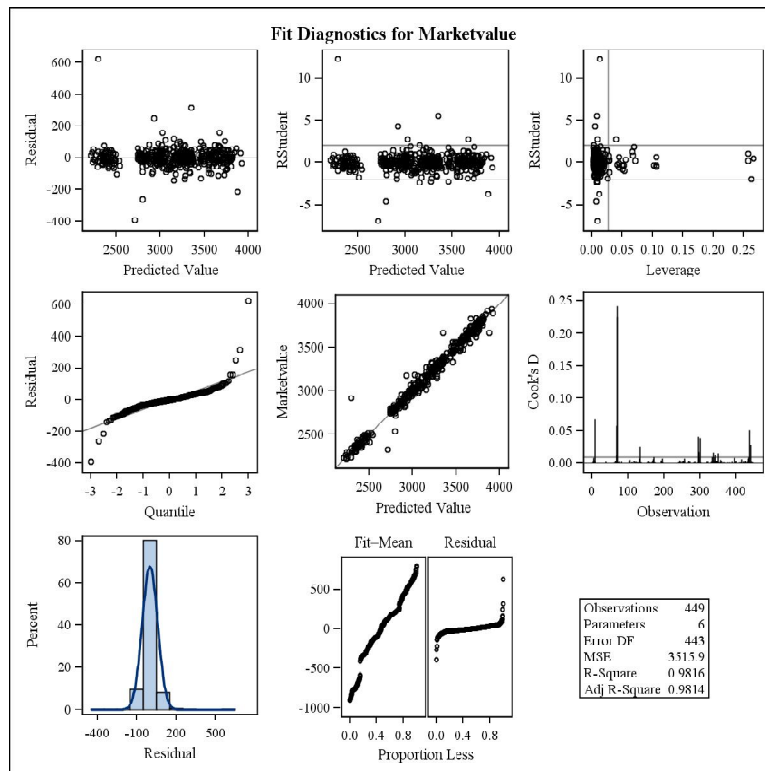 Fit Diagnostics for Marketvalue
600
400
200
0
-200
-400
Residual
2500 3000 3500 4000
Predicted Value
10
5
0
-5
RStudent
2500 3000 3500 4000
Predicted Value
10
5
0
-5
RStudent
0.00 0.05 0.10 0.15 0.20 0.25
Leverage
600
400
200
0
-200
-400
Residual
-3 -2 -1 0 1 2 3
Quantile
4000
3500
3000
2500
Marketvalue
2500 3000 3500 4000
Predicted Value
0.25
0.20
0.15
0.10
0.05
0.00
Cook's D
0 100 200 300 400
Observation
80
60
40
20
0
Percent
-400 -100 200 500
Residual
Fit–Mean Residual
500
0
-500
-1000
0.0 0.4 0.8 0.0 0.4 0.8
Proportion Less
Observations 449
Parameters 6
Error DF 443
MSE 3515.9
R-Square 0.9816
Adj R-Square 0.9814